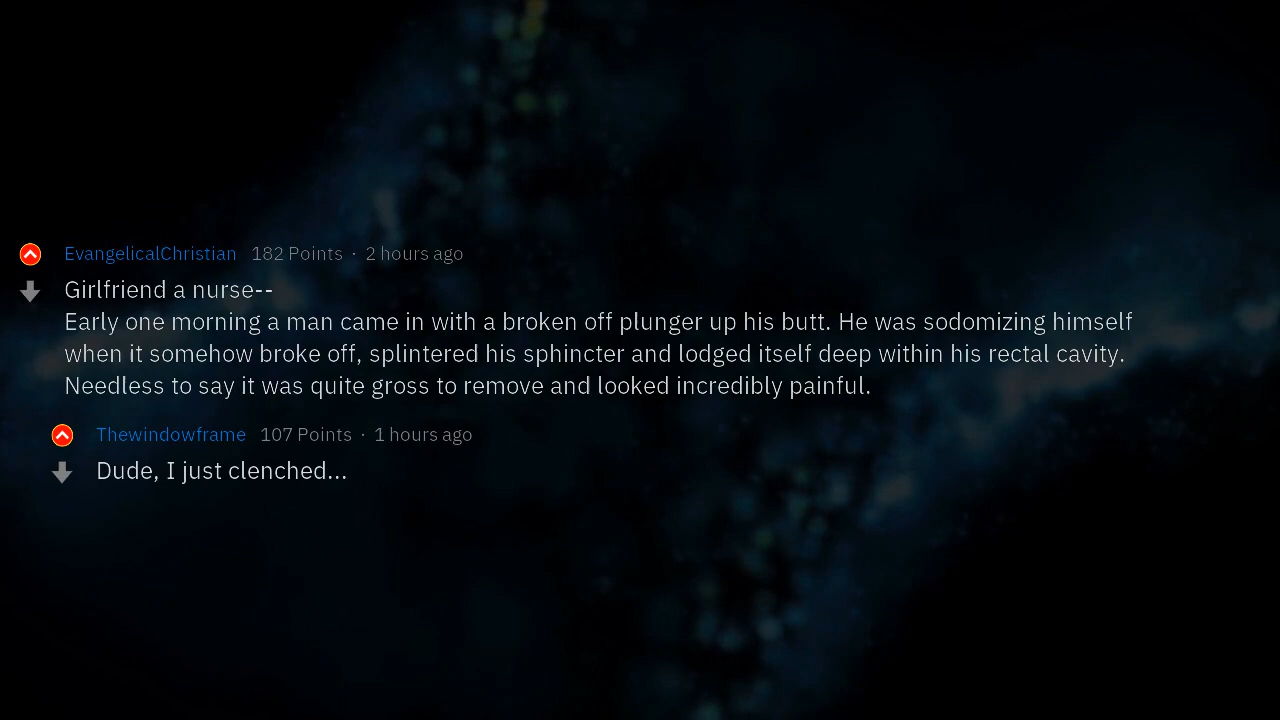 EvangelicalChristian 182 Points · 2 hours ago
Girlfriend a nurse--
Early one morning a man came in with a broken off plunger up his butt. He was sodomizing himself
when it somehow broke off, splintered his sphincter and lodged itself deep within his rectal cavity.
Needless to say it was quite gross to remove and looked incredibly painful.
Thewindowframe 107 Points · 1 hours ago
Dude, I just clenched...